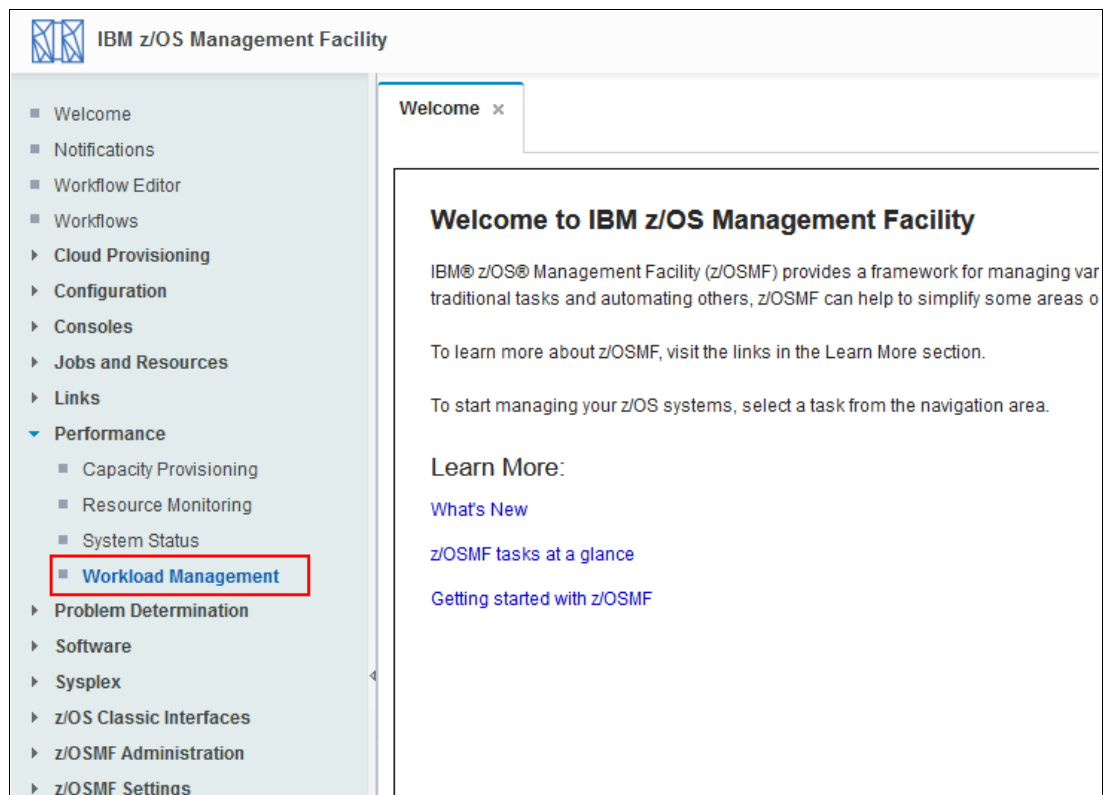 IBM z/OS Management Facility
Welcome
Notifications
Workflow Editor
Workflows
Cloud Provisioning
Configuration
Consoles
Jobs and Resources
Links
Performance
Capacity Provisioning
Resource Monitoring
System Status
Workload Management
Problem Determination
Software
Sysplex
z/OS Classic Interfaces
z/OSMF Administration
z/OSMF Settings
Welcome ×
Welcome to IBM z/OS Management Facility
IBM® z/OS® Management Facility (z/OSMF) provides a framework for managing var
traditional tasks and automating others, z/OSMF can help to simplify some areas o
To learn more about z/OSMF, visit the links in the Learn More section.
To start managing your z/OS systems, select a task from the navigation area.
Learn More:
What's New
z/OSMF tasks at a glance
Getting started with z/OSMF